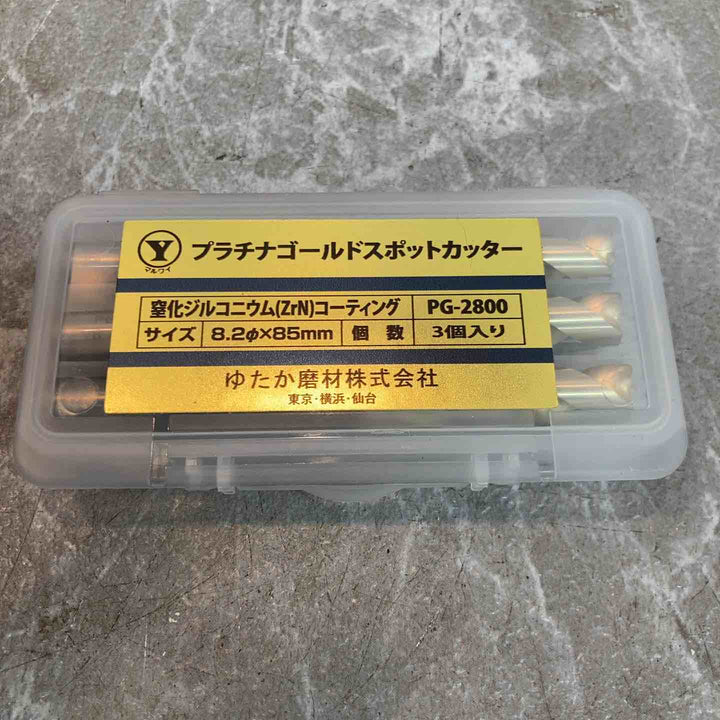 Y
マルワイ
プラチナゴールドスポットカッター
窒化ジルコニウム(ZrN)コーティング PG-2800
サイズ 8.2φ×85mm 個数 3個入り
ゆたか磨材株式会社
東京・横浜・仙台